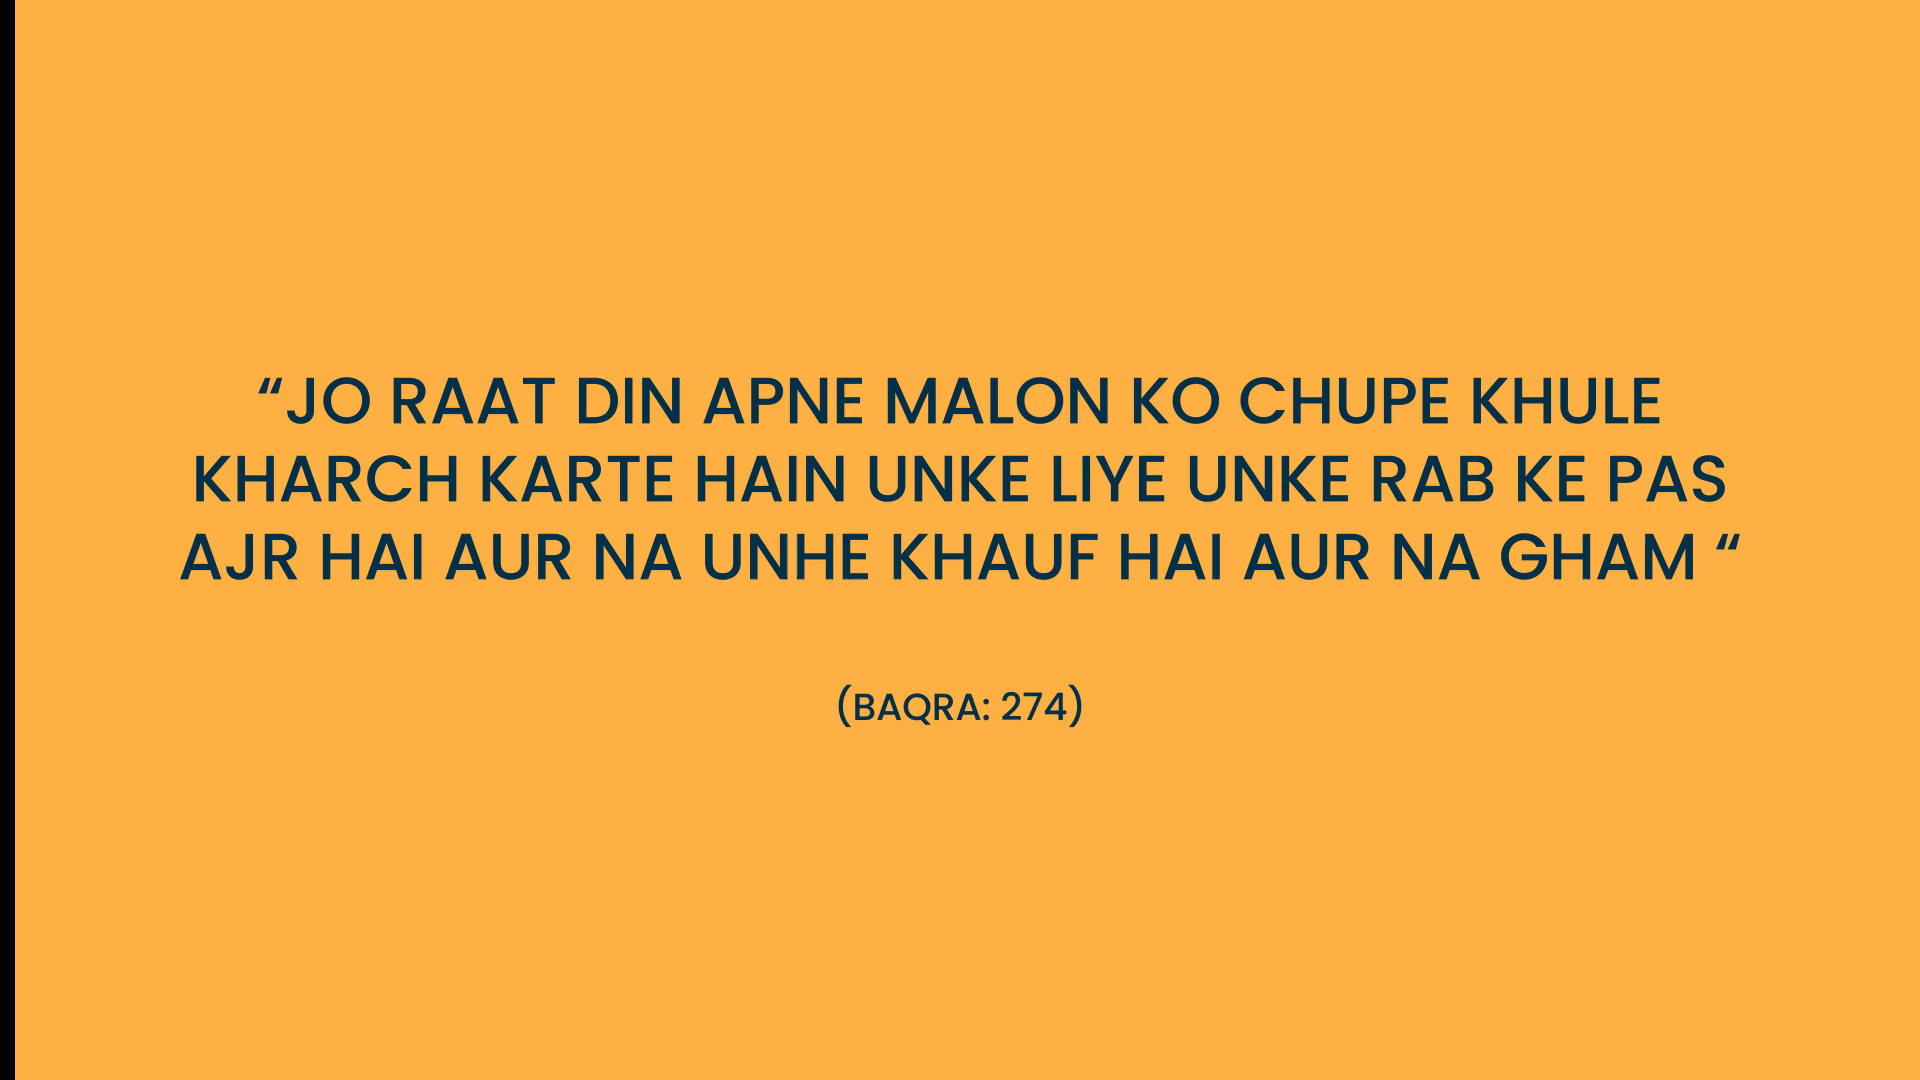 “JO RAAT DIN APNE MALON KO CHUPE KHULE
KHARCH KARTE HAIN UNKE LIYE UNKE RAB KE PAS
AJR HAI AUR NA UNHE KHAUF HAI AUR NA GHAM “
(BAQRA: 274)